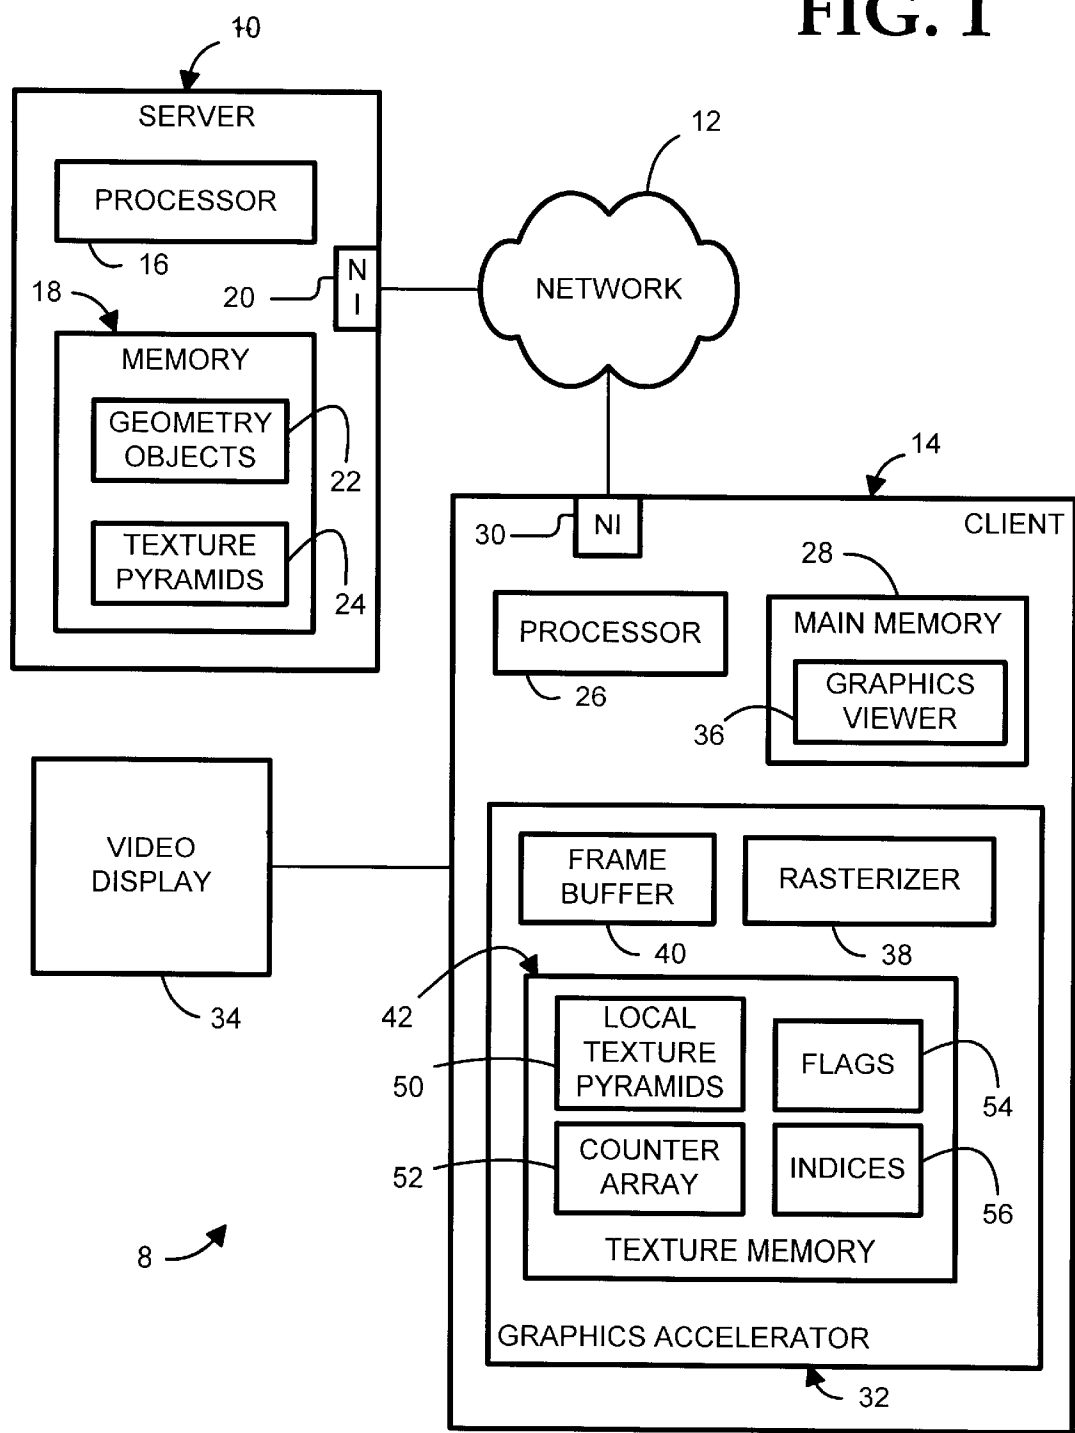 FIG. 1
10
SERVER
PROCESSOR
16
N
I
20
18
MEMORY
GEOMETRY
OBJECTS
22
TEXTURE
PYRAMIDS
24
12
NETWORK
14
CLIENT
30
NI
PROCESSOR
26
28
MAIN MEMORY
GRAPHICS
VIEWER
36
VIDEO
DISPLAY
34
FRAME
BUFFER
40
RASTERIZER
38
42
LOCAL
TEXTURE
PYRAMIDS
50
FLAGS
54
COUNTER
ARRAY
52
INDICES
56
TEXTURE MEMORY
GRAPHICS ACCELERATOR
32
8